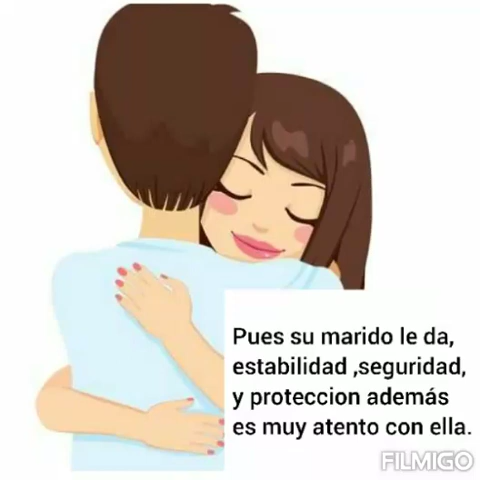 Pues su marido le da,
estabilidad ,seguridad,
y proteccion además
es muy atento con ella.
FILMIGO